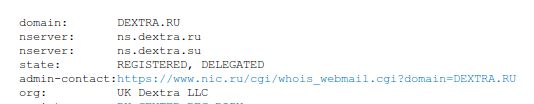 domain: DEXTRA.RU
nserver: ns.dextra.ru
nserver: ns.dextra.su
state: REGISTERED, DELEGATED
admin-contact:https://www.nic.ru/cgi/whois_webmail.cgi?domain=DEXTRA.RU
org: UK Dextra LLC